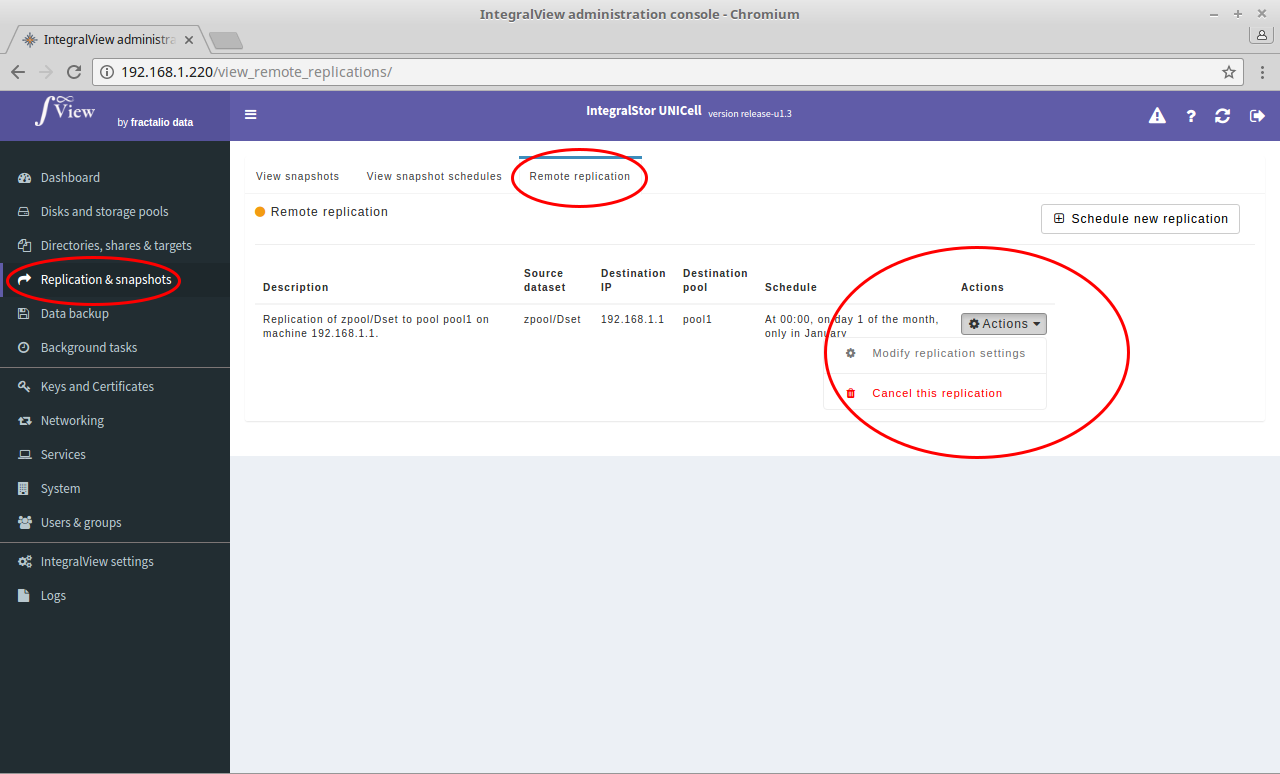 IntegralView administration console - Chromium
IntegralView administra
192.168.1.220/view_remote_replications/
View
by fractalio data
IntegralStor UNICell version release-u1.3
Dashboard
Disks and storage pools
Directories, shares & targets
Replication & snapshots
Data backup
Background tasks
Keys and Certificates
Networking
Services
System
Users & groups
IntegralView settings
Logs
View snapshots
View snapshot schedules
Remote replication
Remote replication
Schedule new replication
Description
Source
dataset
Destination
IP
Destination
pool
Schedule
Actions
Replication of zpool/Dset to pool pool1 on
machine 192.168.1.1.
zpool/Dset
192.168.1.1
pool1
At 00:00, on day 1 of the month,
only in January
Actions
Modify replication settings
Cancel this replication